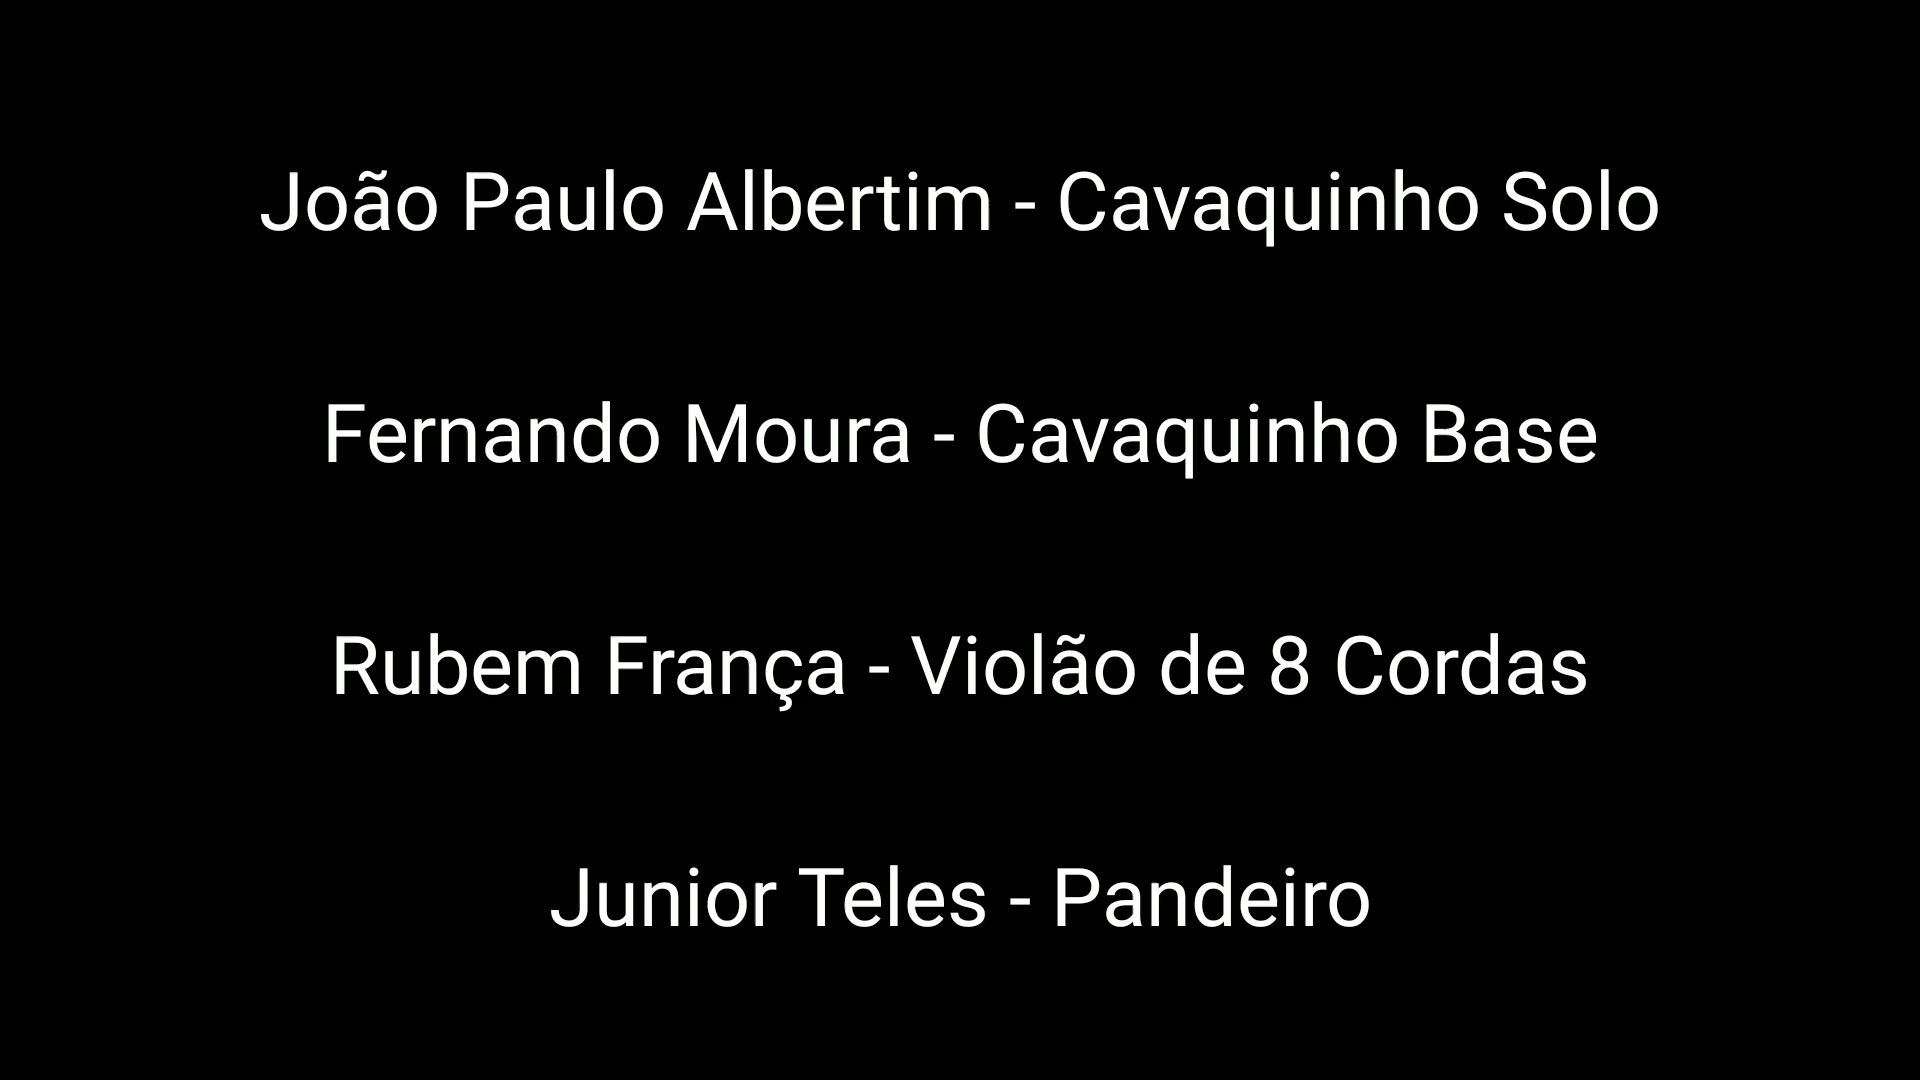 João Paulo Albertim - Cavaquinho Solo
Fernando Moura - Cavaquinho Base
Rubem França - Violão de 8 Cordas
Junior Teles - Pandeiro